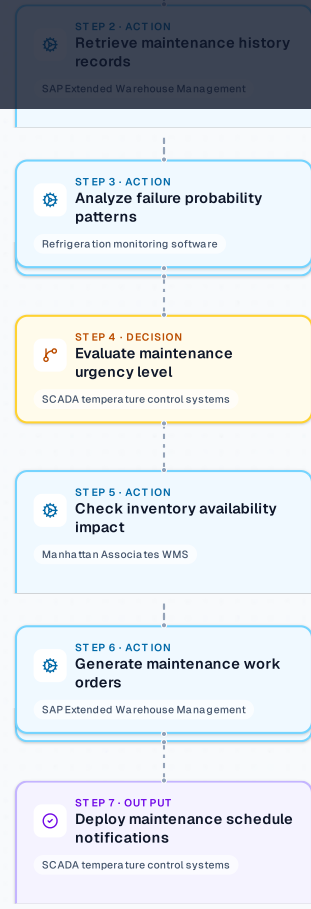 STEP 2 · ACTION
Retrieve maintenance history
records
SAP Extended Warehouse Management
STEP 3 · ACTION
Analyze failure probability
patterns
Refrigeration monitoring software
STEP 4 · DECISION
Evaluate maintenance
urgency level
SCADA temperature control systems
STEP 5 · ACTION
Check inventory availability
impact
Manhattan Associates WMS
STEP 6 · ACTION
Generate maintenance work
orders
SAP Extended Warehouse Management
STEP 7 · OUTPUT
Deploy maintenance schedule
notifications
SCADA temperature control systems